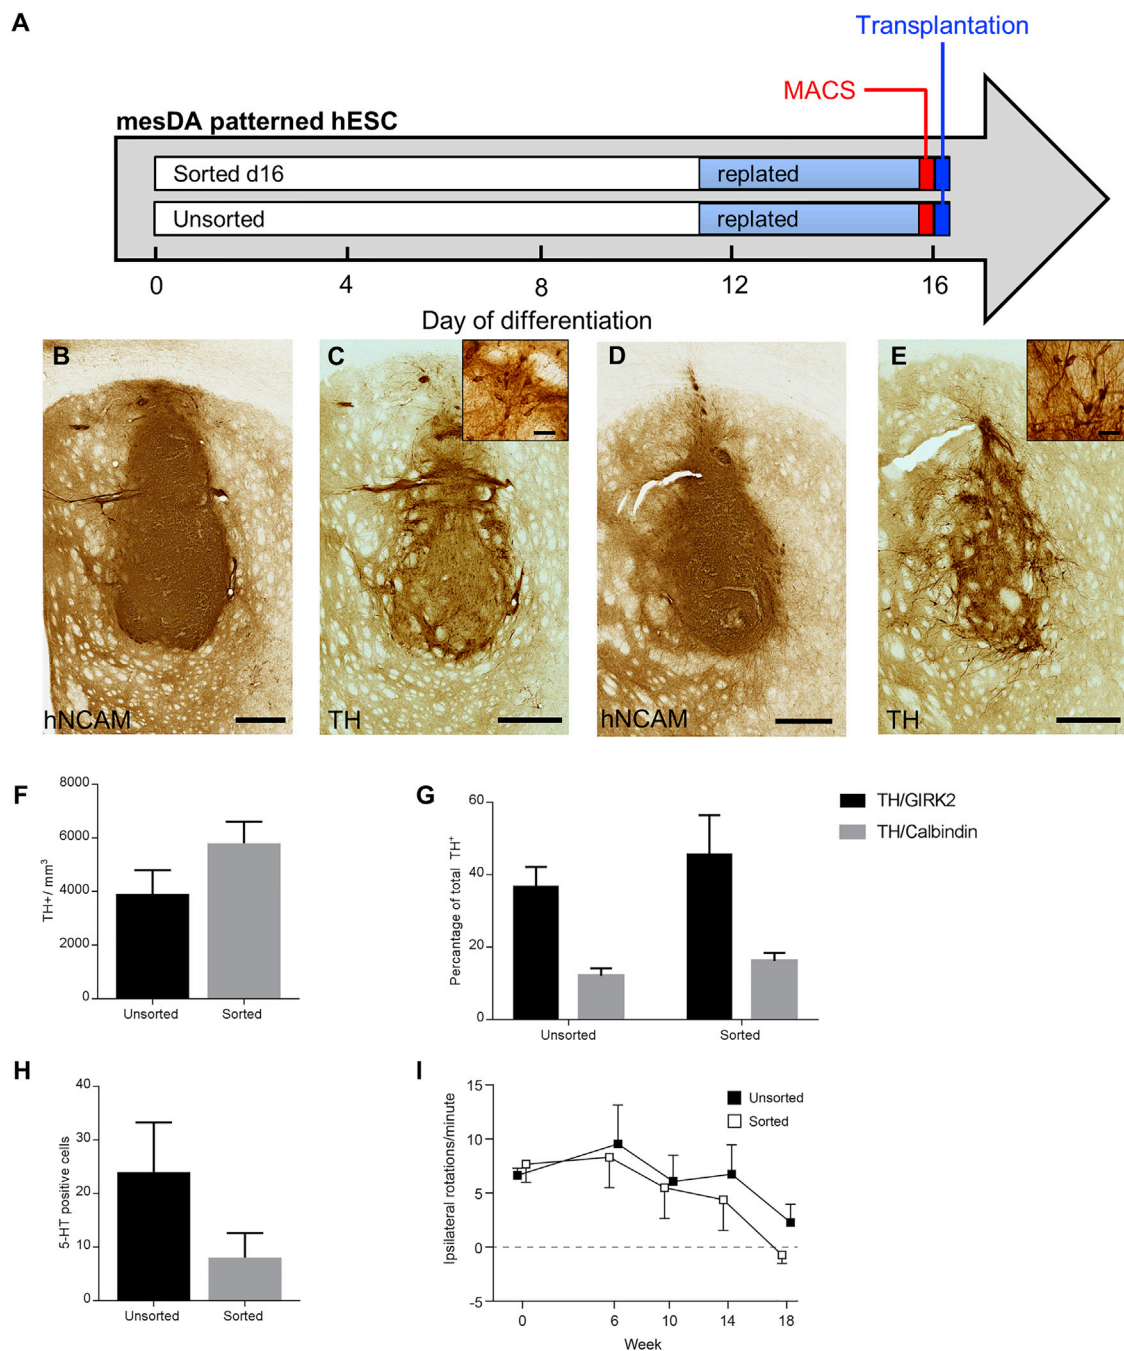 A
Transplantation
MACS
mesDA patterned hESC
Sorted d16
replated
Unsorted
replated
0 4 8 12 16
Day of differentiation
B
hNCAM
C
TH
D
hNCAM
E
TH
F
8000
6000
4000
2000
0
TH+/ mm³
Unsorted Sorted
G
60
40
20
0
Percentage of total TH⁺
Unsorted Sorted
TH/GIRK2
TH/Calbindin
H
40
30
20
10
0
5-HT positive cells
Unsorted Sorted
I
15
10
5
0
-5
Ipsilateral rotations/minute
Unsorted
Sorted
0 6 10 14 18
Week